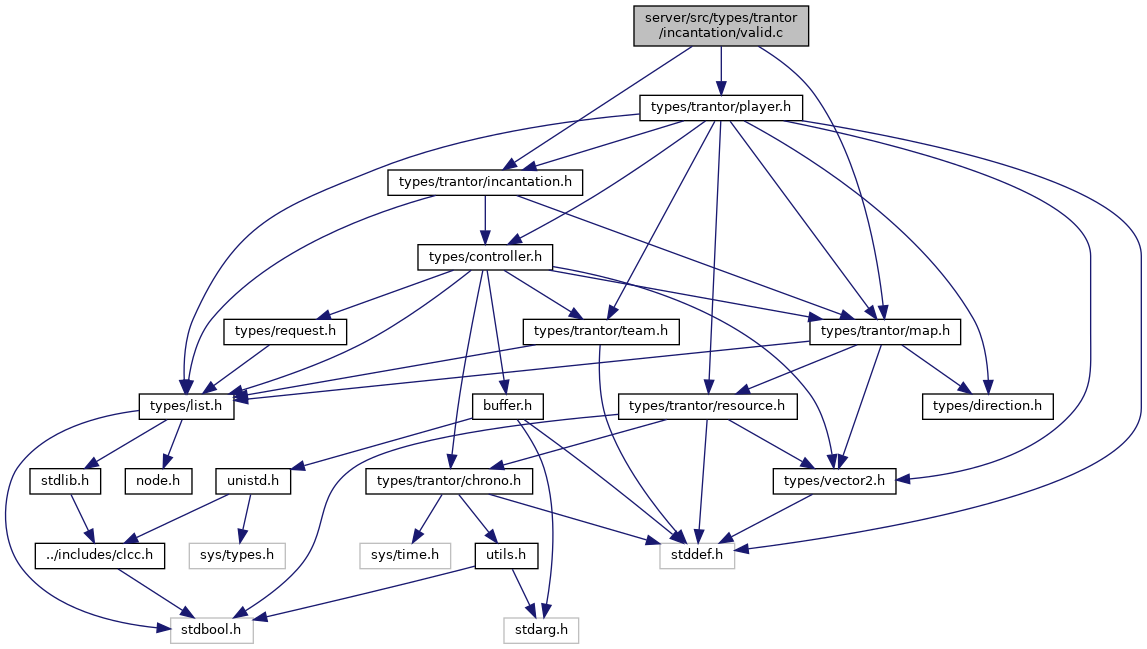 server/src/types/trantor
/incantation/valid.c
types/trantor/player.h
types/trantor/incantation.h
types/controller.h
types/request.h
types/trantor/team.h
types/trantor/map.h
types/list.h
buffer.h
types/trantor/resource.h
types/direction.h
stdlib.h
node.h
unistd.h
types/trantor/chrono.h
types/vector2.h
../includes/clcc.h
sys/types.h
sys/time.h
utils.h
stddef.h
stdbool.h
stdarg.h